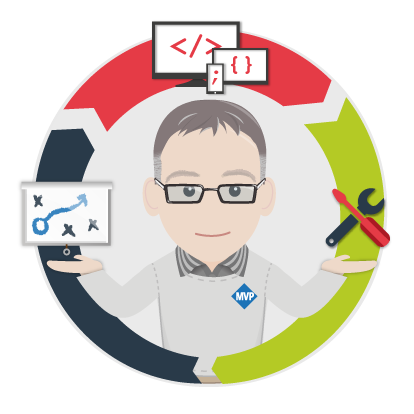 </>
{ }
;
MVP